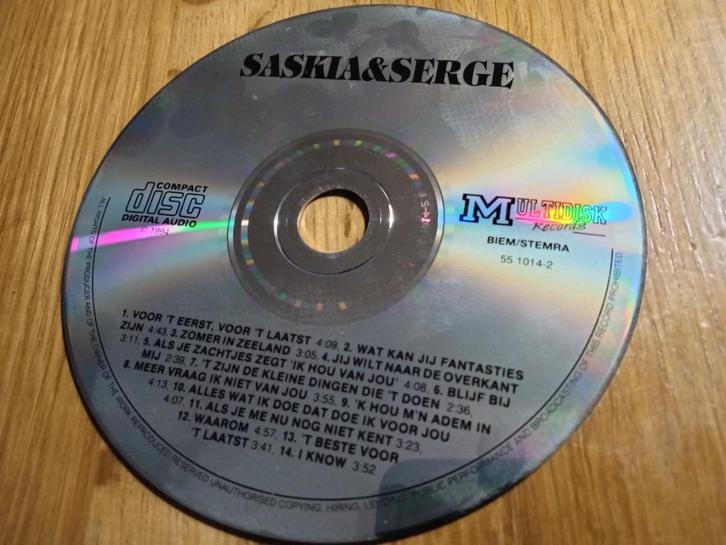 SASKIA&SERGE
COMPACT
disc
DIGITAL AUDIO
© 1994
MULTIDISK
Records
BIEM/STEMRA
55 1014-2
1. VOOR 'T EERST, VOOR 'T LAATST 4:09, 2. WAT KAN JIJ FANTASTIES
ZIJN 4:43, 3. ZOMER IN ZEELAND 3:05, 4. JIJ WILT NAAR DE OVERKANT
3:11, 5. ALS JE ZACHTJES ZEGT 'IK HOU VAN JOU' 4:08, 6. BLIJF BIJ
MIJ 2:39, 7. 'T ZIJN DE KLEINE DINGEN DIE 'T DOEN 2:36,
8. MEER VRAAG IK NIET VAN JOU 3:55, 9. 'K HOU M'N ADEM IN
4:13, 10. ALLES WAT IK DOE DAT DOE IK VOOR JOU
4:07, 11. ALS JE ME NU NOG NIET KENT 3:23,
12. WAAROM 4:57, 13. 'T BESTE VOOR
'T LAATST 3:41, 14. I KNOW 3:52
ALL RIGHTS OF THE PRODUCER AND OF THE OWNER OF THE WORK REPRODUCED RESERVED UNAUTHORISED COPYING, HIRING, LENDING, PUBLIC PERFORMANCE AND BROADCASTING OF THIS RECORD PROHIBITED